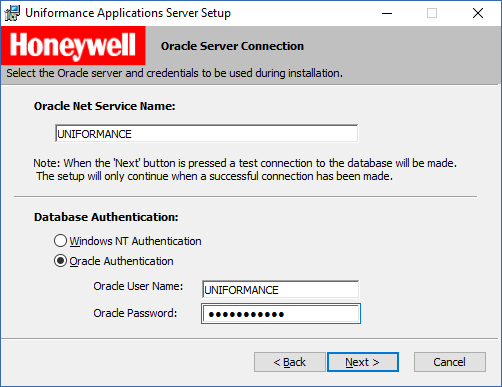 Uniformance Applications Server Setup
Honeywell
Oracle Server Connection
Select the Oracle server and credentials to be used during installation.
Oracle Net Service Name:
UNIFORMANCE
Note: When the 'Next' button is pressed a test connection to the database will be made.
The setup will only continue when a successful connection has been made.
Database Authentication:
Windows NT Authentication
Oracle Authentication
Oracle User Name:
UNIFORMANCE
Oracle Password:
●●●●●●●●●●●
< Back
Next >
Cancel